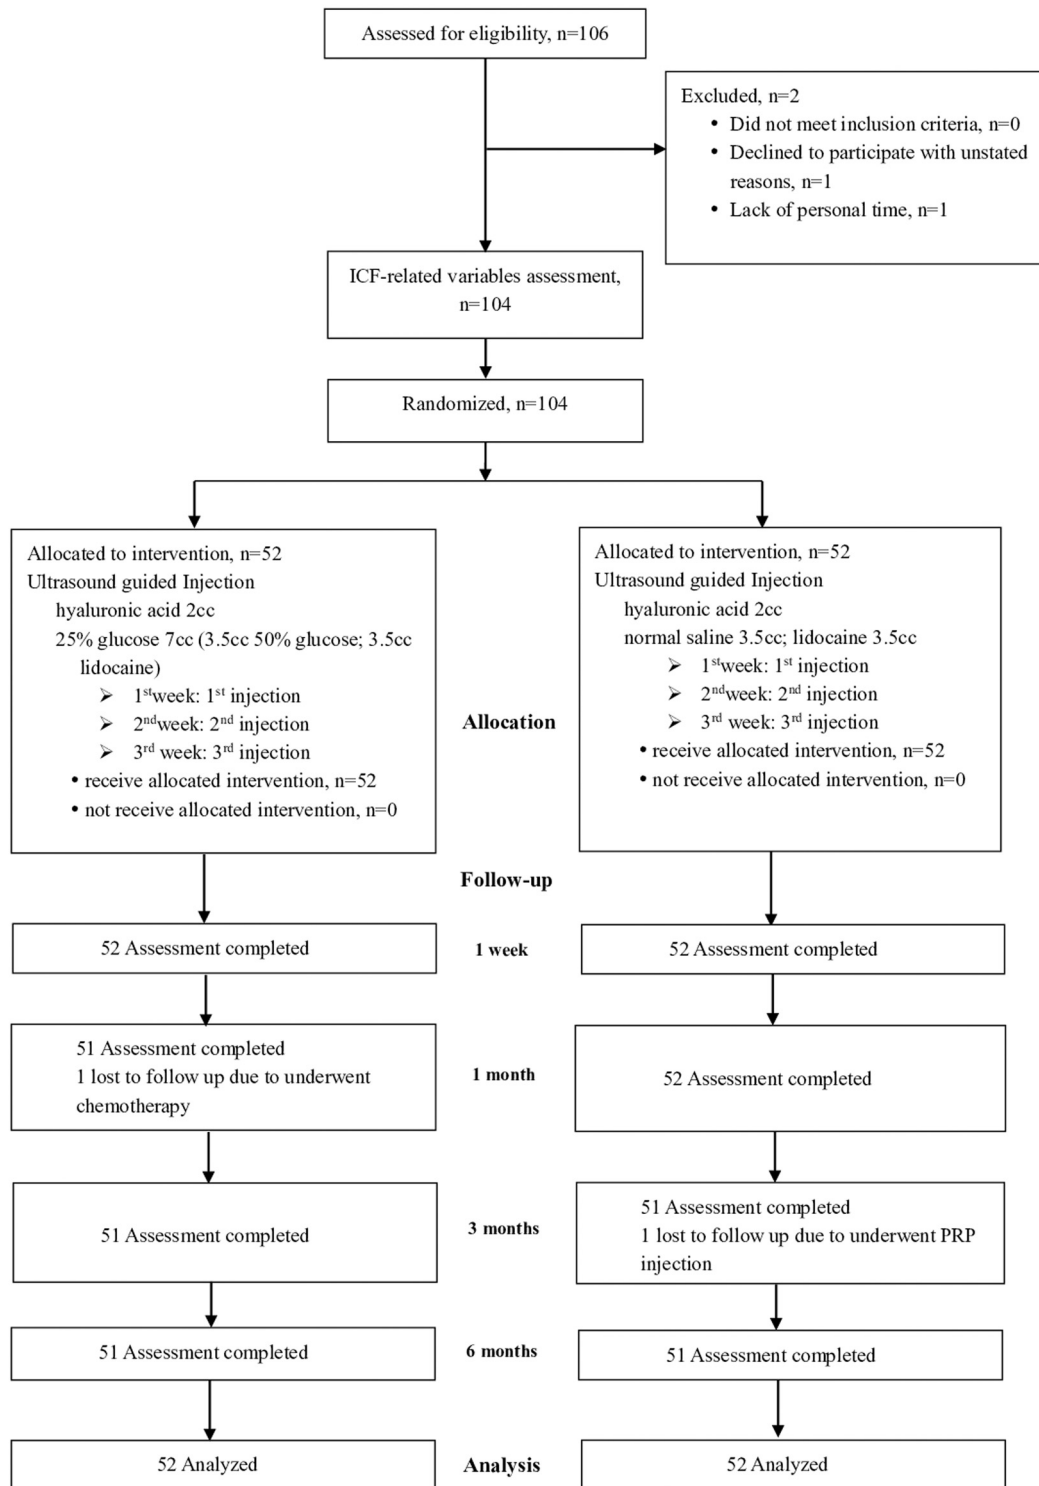 Assessed for eligibility, n=106
Excluded, n=2
• Did not meet inclusion criteria, n=0
• Declined to participate with unstated
reasons, n=1
• Lack of personal time, n=1
ICF-related variables assessment,
n=104
Randomized, n=104
Allocated to intervention, n=52
Ultrasound guided Injection
hyaluronic acid 2cc
25% glucose 7cc (3.5cc 50% glucose; 3.5cc
lidocaine)
➢ 1stweek: 1st injection
➢ 2ndweek: 2nd injection
➢ 3rd week: 3rd injection
• receive allocated intervention, n=52
• not receive allocated intervention, n=0
Allocation
Allocated to intervention, n=52
Ultrasound guided Injection
hyaluronic acid 2cc
normal saline 3.5cc; lidocaine 3.5cc
➢ 1stweek: 1st injection
➢ 2ndweek: 2nd injection
➢ 3rd week: 3rd injection
• receive allocated intervention, n=52
• not receive allocated intervention, n=0
Follow-up
52 Assessment completed
1 week
52 Assessment completed
51 Assessment completed
1 lost to follow up due to underwent
chemotherapy
1 month
52 Assessment completed
51 Assessment completed
3 months
51 Assessment completed
1 lost to follow up due to underwent PRP
injection
51 Assessment completed
6 months
51 Assessment completed
52 Analyzed
Analysis
52 Analyzed